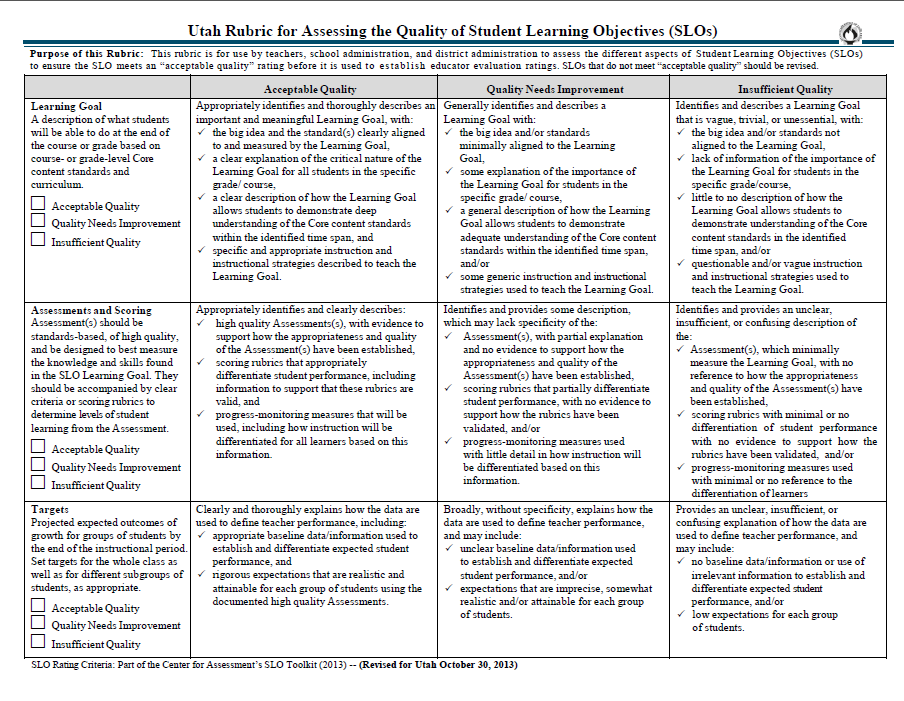 Utah Rubric for Assessing the Quality of Student Learning Objectives (SLOs)
Purpose of this Rubric: This rubric is for use by teachers, school administration, and district administration to assess the different aspects of Student Learning Objectives (SLOs)
to ensure the SLO meets an “acceptable quality” rating before it is used to establish educator evaluation ratings. SLOs that do not meet “acceptable quality” should be revised.
Acceptable Quality
Quality Needs Improvement
Insufficient Quality
Learning Goal
A description of what students
will be able to do at the end of
the course or grade based on
course- or grade-level Core
content standards and
curriculum.
Acceptable Quality
Quality Needs Improvement
Insufficient Quality
Appropriately identifies and thoroughly describes an
important and meaningful Learning Goal, with:
✓ the big idea and the standard(s) clearly aligned
to and measured by the Learning Goal,
✓ a clear explanation of the critical nature of the
Learning Goal for all students in the specific
grade/ course,
✓ a clear description of how the Learning Goal
allows students to demonstrate deep
understanding of the Core content standards
within the identified time span, and
✓ specific and appropriate instruction and
instructional strategies described to teach the
Learning Goal.
Generally identifies and describes a
Learning Goal with:
✓ the big idea and/or standards
minimally aligned to the Learning
Goal,
✓ some explanation of the importance of
the Learning Goal for students in the
specific grade/ course,
✓ a general description of how the Learning
Goal allows students to demonstrate
adequate understanding of the Core content
standards within the identified time span,
and/or
✓ some generic instruction and instructional
strategies used to teach the Learning Goal.
Identifies and describes a Learning Goal
that is vague, trivial, or unessential, with:
✓ the big idea and/or standards not
aligned to the Learning Goal,
✓ lack of information of the importance of
the Learning Goal for students in the
specific grade/course,
✓ little to no description of how the
Learning Goal allows students to
demonstrate understanding of the Core
content standards in the identified
time span, and/or
✓ questionable and/or vague instruction
and instructional strategies used to
teach the Learning Goal.
Assessments and Scoring
Assessment(s) should be
standards-based, of high quality,
and be designed to best measure
the knowledge and skills found
in the SLO Learning Goal. They
should be accompanied by clear
criteria or scoring rubrics to
determine levels of student
learning from the Assessment.
Acceptable Quality
Quality Needs Improvement
Insufficient Quality
Appropriately identifies and clearly describes:
✓ high quality Assessments(s), with evidence to
support how the appropriateness and quality
of the Assessment(s) have been established,
✓ scoring rubrics that appropriately
differentiate student performance, including
information to support that these rubrics are
valid, and
✓ progress-monitoring measures that will be
used, including how instruction will be
differentiated for all learners based on this
information.
Identifies and provides some description,
which may lack specificity of the:
✓ Assessment(s), with partial explanation
and no evidence to support how the
appropriateness and quality of the
Assessment(s) have been established,
✓ scoring rubrics that partially differentiate
student performance, with no evidence to
support how the rubrics have been
validated, and/or
✓ progress-monitoring measures used
with little detail in how instruction will
be differentiated based on this
information.
Identifies and provides an unclear,
insufficient, or confusing description of
the:
✓ Assessment(s), which minimally
measure the Learning Goal, with no
reference to how the appropriateness
and quality of the Assessment(s) have
been established,
✓ scoring rubrics with minimal or no
differentiation of student performance
with no evidence to support how the
rubrics have been validated, and/or
✓ progress-monitoring measures used
with minimal or no reference to the
differentiation of learners
Targets
Projected expected outcomes of
growth for groups of students by
the end of the instructional period.
Set targets for the whole class as
well as for different subgroups of
students, as appropriate.
Acceptable Quality
Quality Needs Improvement
Insufficient Quality
Clearly and thoroughly explains how the data are
used to define teacher performance, including:
✓ appropriate baseline data/information used to
establish and differentiate expected student
performance, and
✓ rigorous expectations that are realistic and
attainable for each group of students using the
documented high quality Assessments.
Broadly, without specificity, explains how the
data are used to define teacher performance,
and may include:
✓ unclear baseline data/information used
to establish and differentiate expected
student performance, and/or
✓ expectations that are imprecise, somewhat
realistic and/or attainable for each group
of students.
Provides an unclear, insufficient, or
confusing explanation of how the data are
used to define teacher performance, and
may include:
✓ no baseline data/information or use of
irrelevant information to establish and
differentiate expected student
performance, and/or
✓ low expectations for each group
of students.
SLO Rating Criteria: Part of the Center for Assessment’s SLO Toolkit (2013) -- (Revised for Utah October 30, 2013)